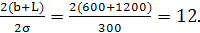 2(b+L)/2σ = 2(600+1200)/300 = 12.